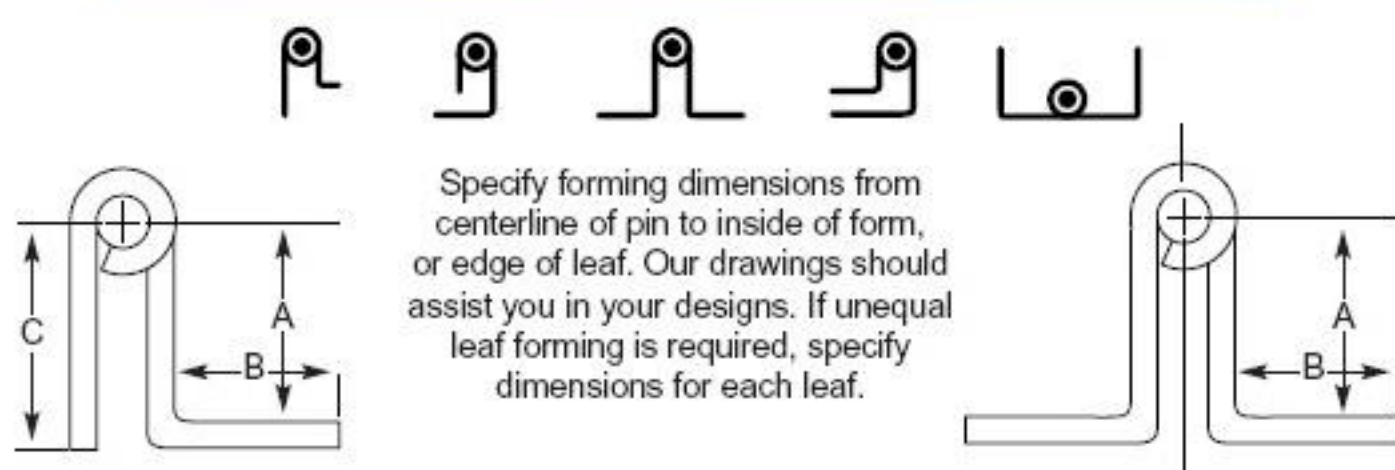 Specify forming dimensions from
centerline of pin to inside of form,
or edge of leaf. Our drawings should
assist you in your designs. If unequal
leaf forming is required, specify
dimensions for each leaf.
C
A
B
A
B